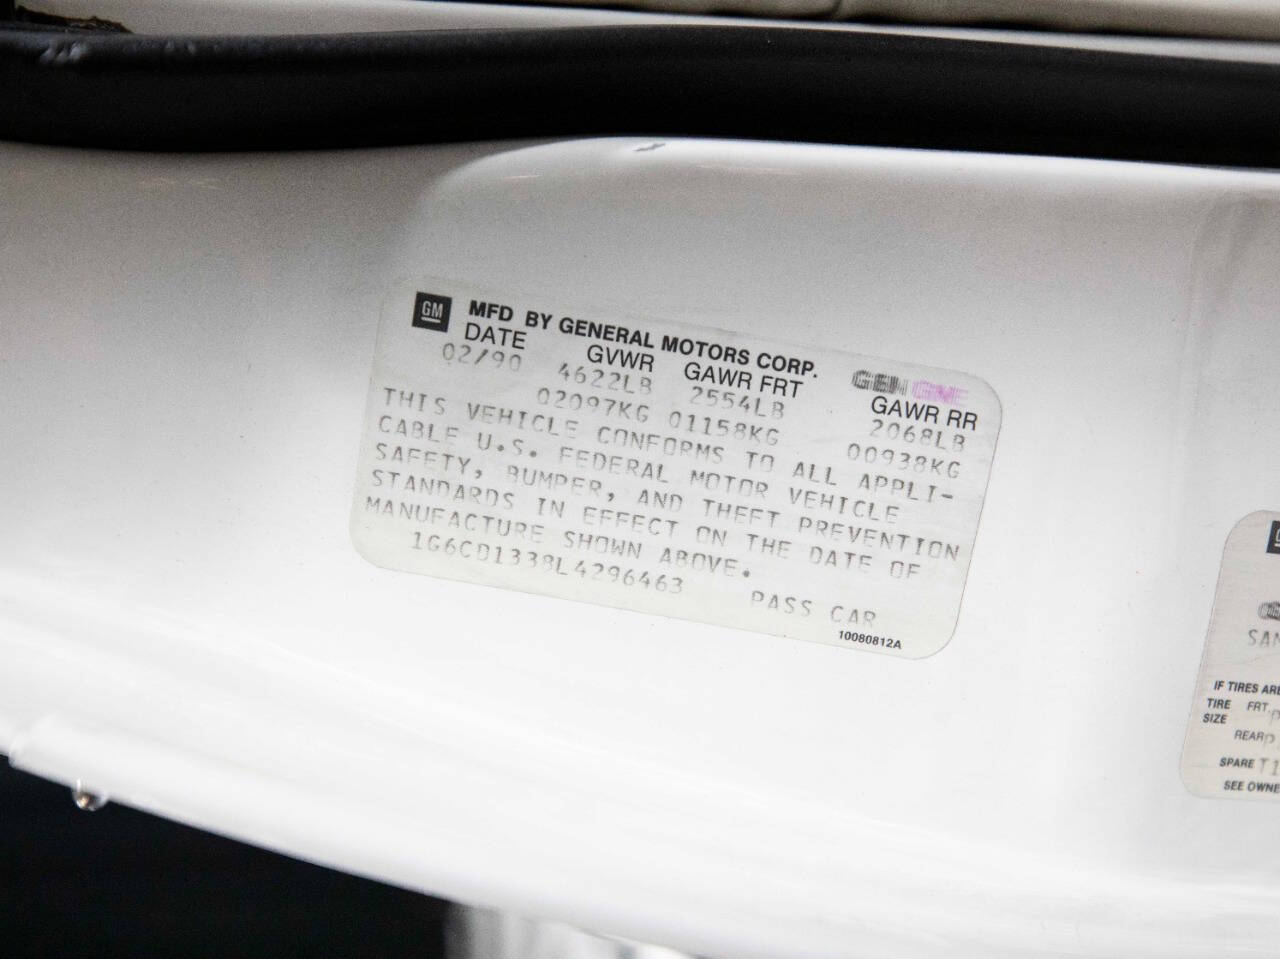 GM MFD BY GENERAL MOTORS CORP.
DATE GVWR GAWR FRT GAWR RR
02/90 4622LB 2554LB 2068LB
02097KG 01158KG 00938KG
THIS VEHICLE CONFORMS TO ALL APPLI-
CABLE U.S. FEDERAL MOTOR VEHICLE
SAFETY, BUMPER, AND THEFT PREVENTION
STANDARDS IN EFFECT ON THE DATE OF
MANUFACTURE SHOWN ABOVE.
1G6CD1338L4296463 PASS CAR
10080812A
SAN
IF TIRES ARE
TIRE FRT. P
SIZE
REAR P
SPARE T1
SEE OWNE